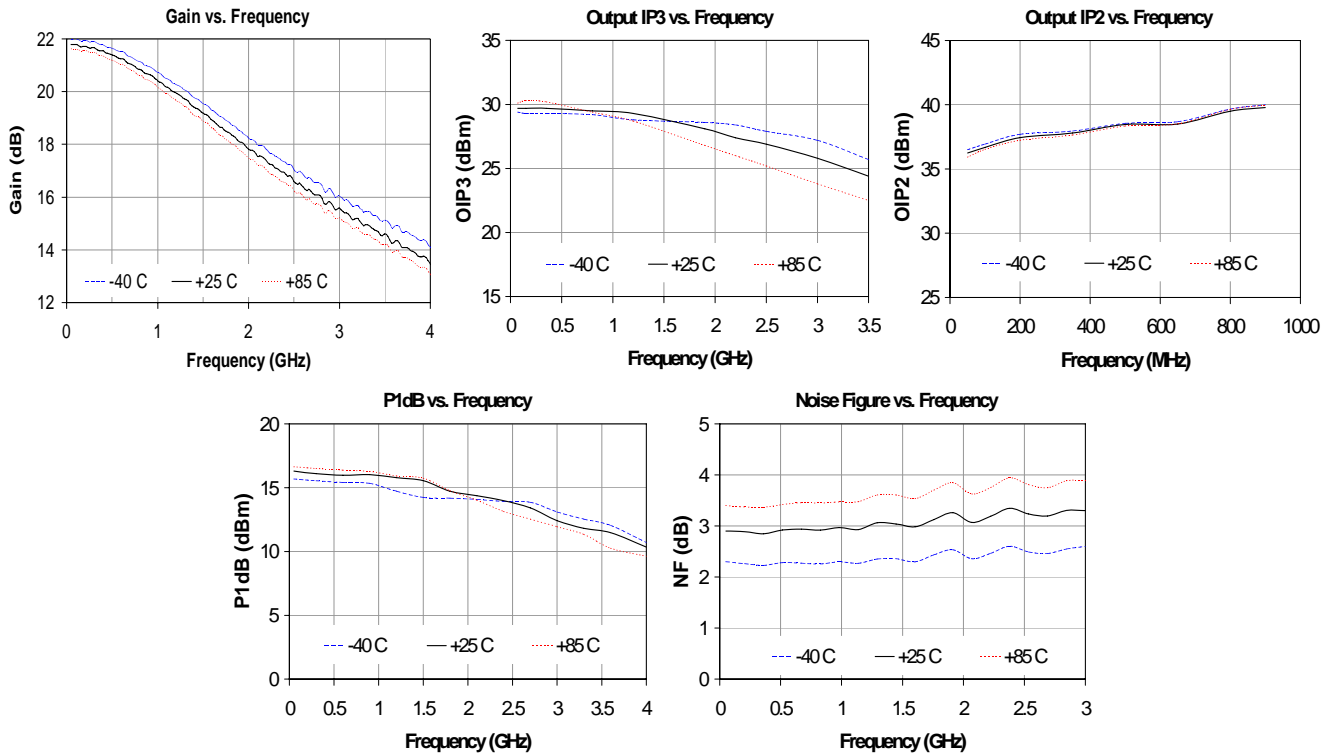 Gain vs. Frequency
Gain (dB)
22
20
18
16
14
12
-40 C +25 C +85 C
0 1 2 3 4
Frequency (GHz)
Output IP3 vs. Frequency
OIP3 (dBm)
35
30
25
20
15
-40 C +25 C +85 C
0 0.5 1 1.5 2 2.5 3 3.5
Frequency (GHz)
Output IP2 vs. Frequency
OIP2 (dBm)
45
40
35
30
25
-40 C +25 C +85 C
0 200 400 600 800 1000
Frequency (MHz)
P1dB vs. Frequency
P1dB (dBm)
20
15
10
5
0
-40 C +25 C +85 C
0 0.5 1 1.5 2 2.5 3 3.5 4
Frequency (GHz)
Noise Figure vs. Frequency
NF (dB)
5
4
3
2
1
0
-40 C +25 C +85 C
0 0.5 1 1.5 2 2.5 3
Frequency (GHz)